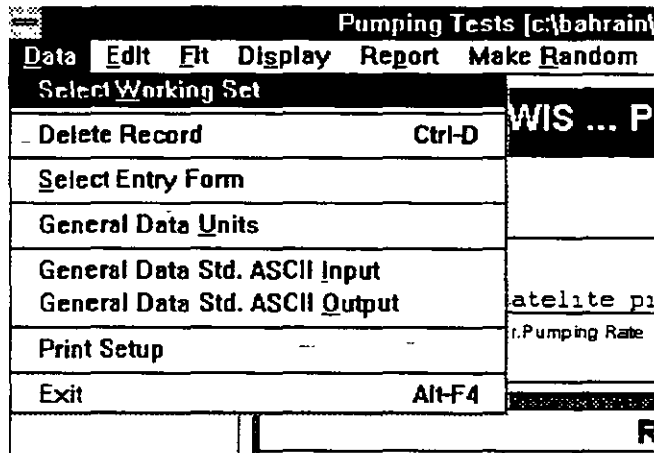 Pumping Tests [c:\bahrain\
Data Edit Fit Display Report Make Random
Select Working Set
Delete Record Ctrl-D
Select Entry Form
General Data Units
General Data Std. ASCII Input
General Data Std. ASCII Output
Print Setup
Exit Alt-F4
WIS ... P
atelite
r.Pumping Rate
R